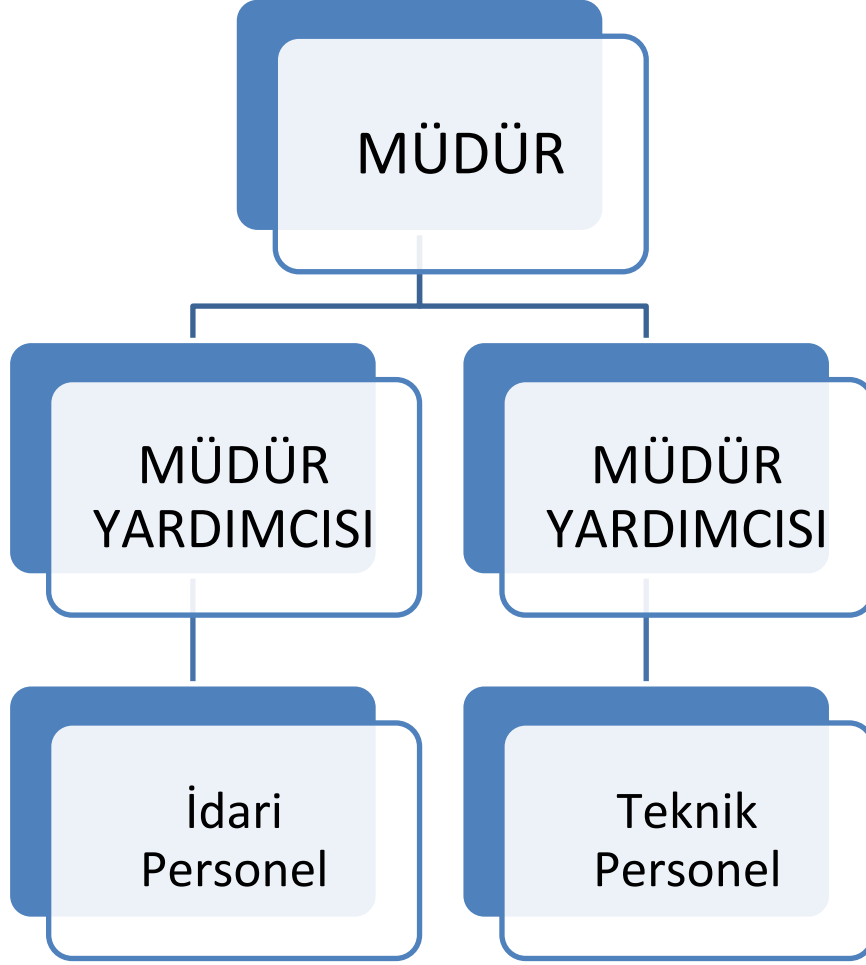 MÜDÜR
MÜDÜR
YARDIMCISI
MÜDÜR
YARDIMCISI
İdari
Personel
Teknik
Personel